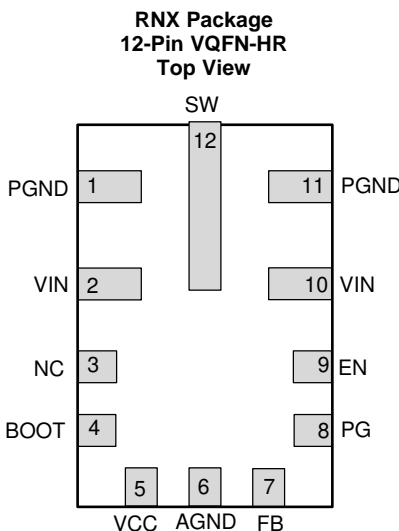 RNX Package
12-Pin VQFN-HR
Top View
SW
12
PGND 1 11 PGND
VIN 2 10 VIN
NC 3 9 EN
BOOT 4 8 PG
5 6 7
VCC AGND FB